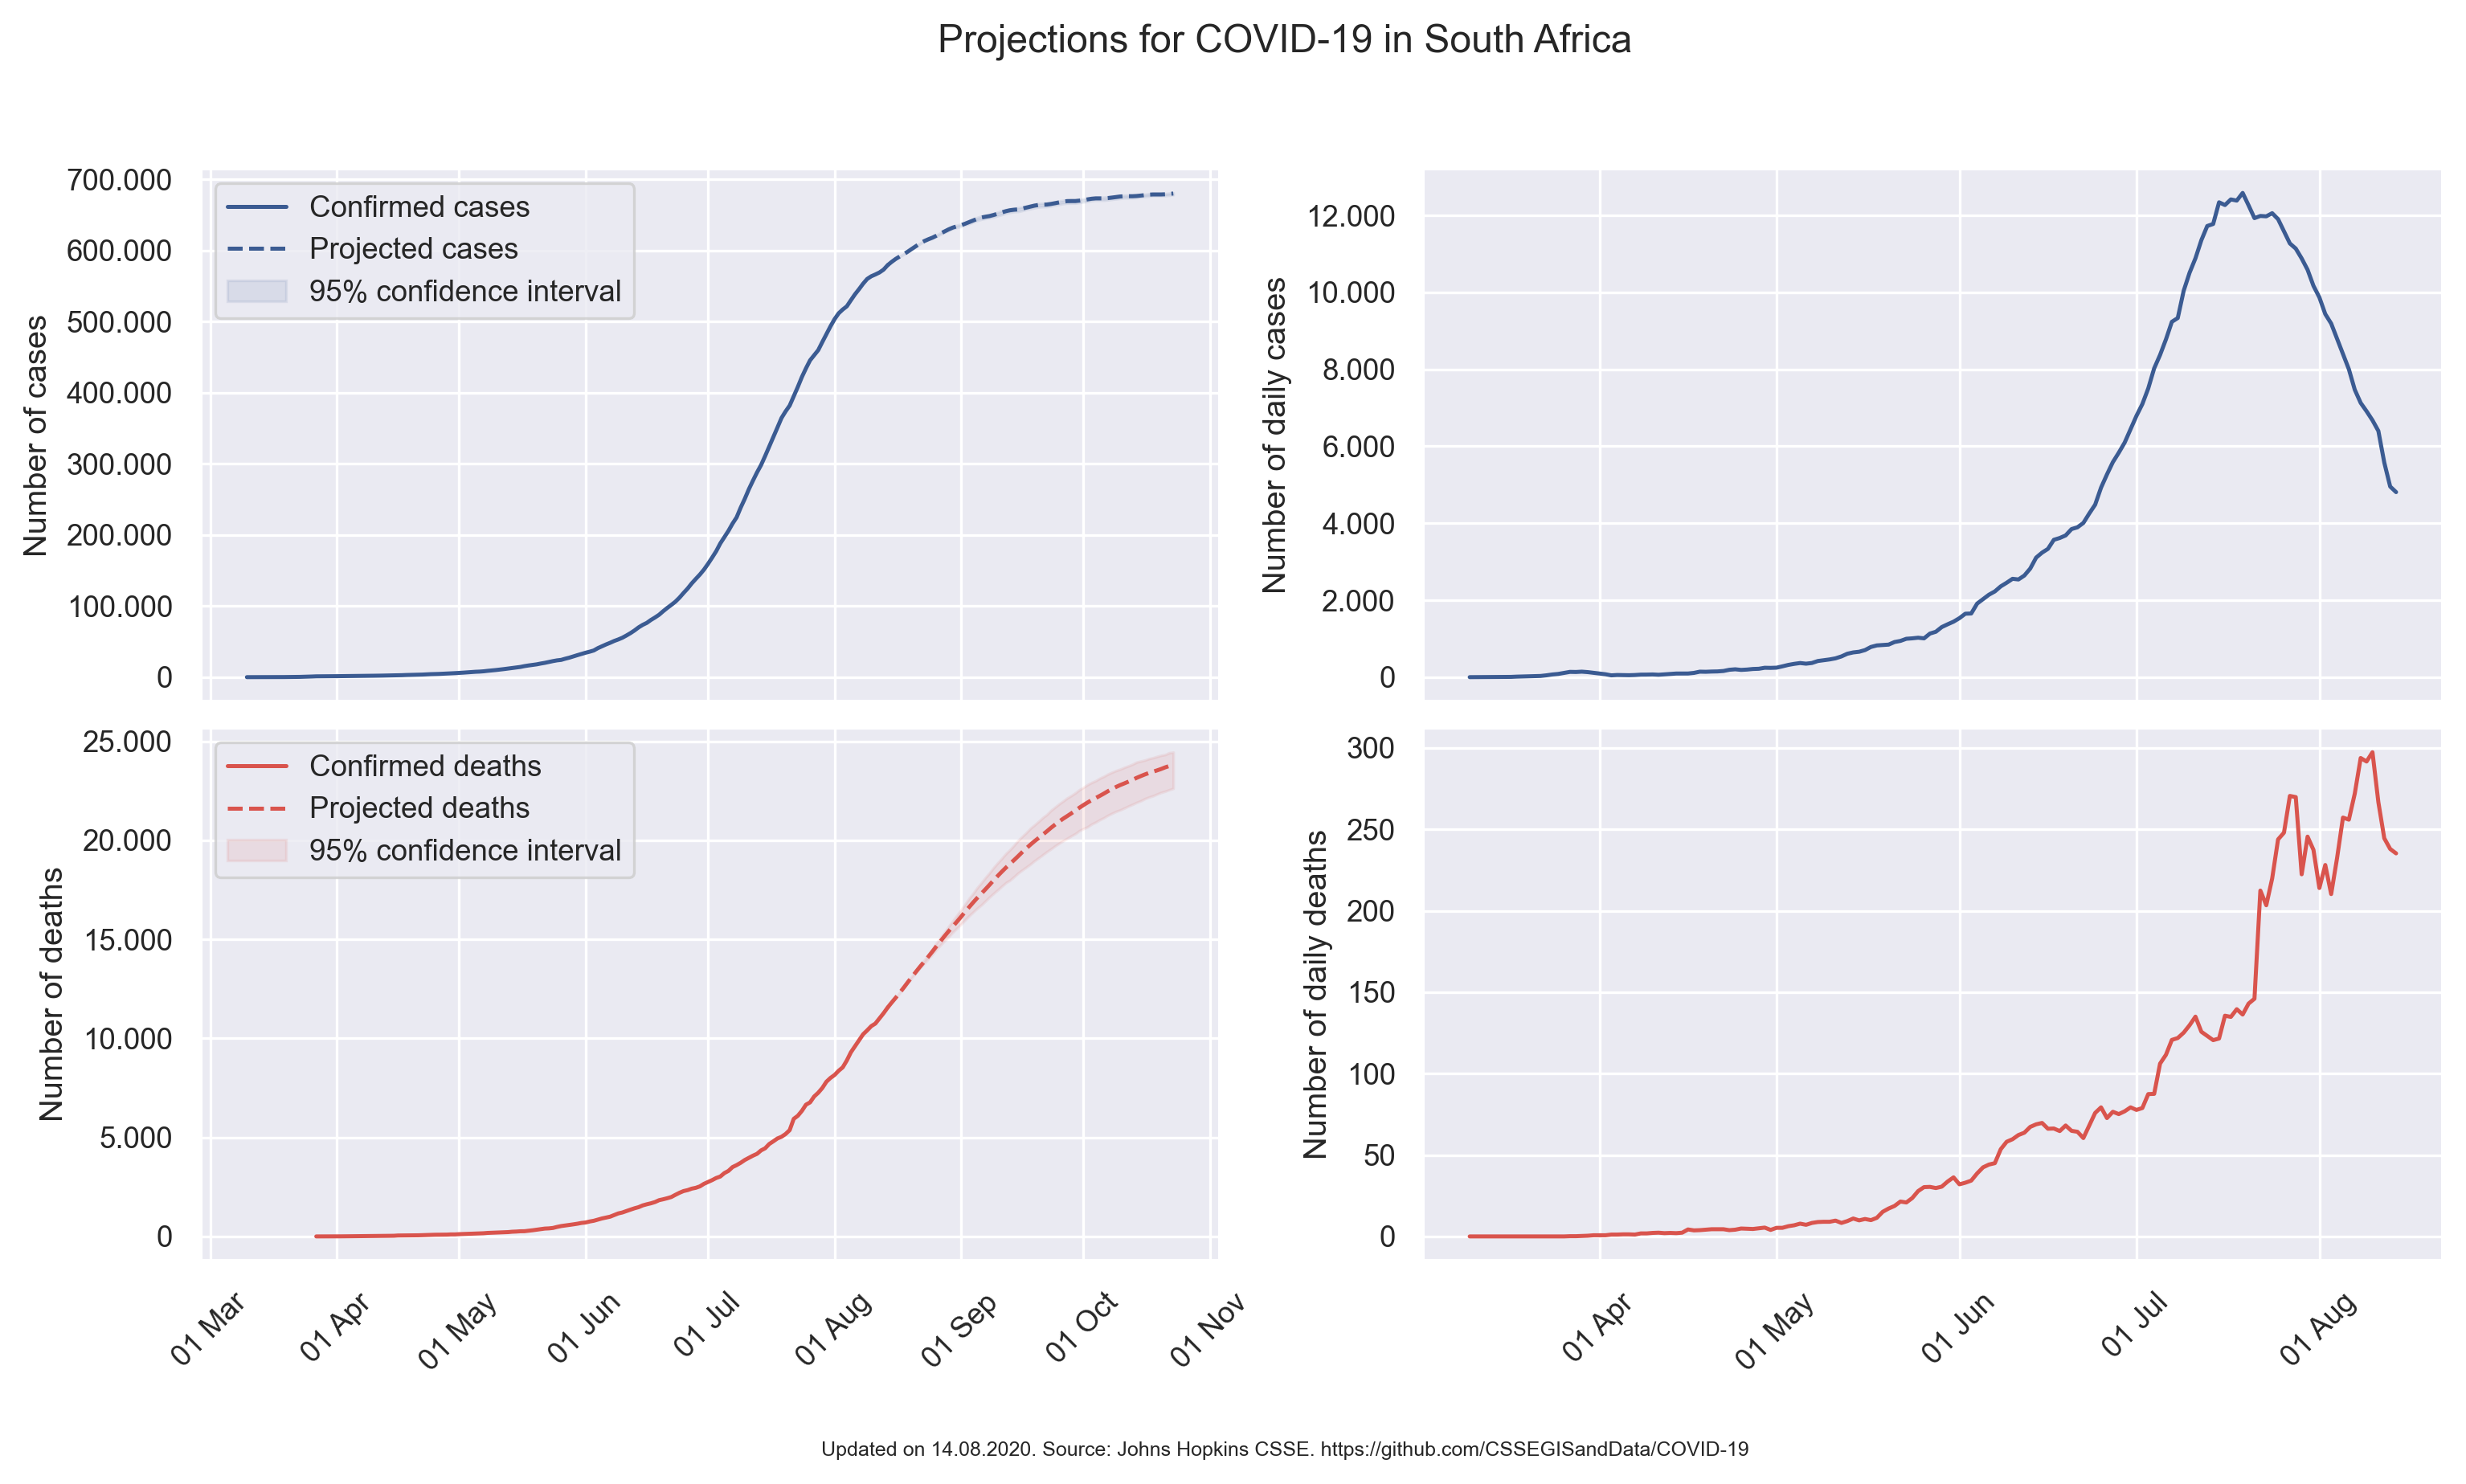 Projections for COVID-19 in South Africa
Number of cases
700.000
600.000
500.000
400.000
300.000
200.000
100.000
0
Confirmed cases
Projected cases
95% confidence interval
Number of daily cases
12.000
10.000
8.000
6.000
4.000
2.000
0
Number of deaths
25.000
20.000
15.000
10.000
5.000
0
Confirmed deaths
Projected deaths
95% confidence interval
01 Mar
01 Apr
01 May
01 Jun
01 Jul
01 Aug
01 Sep
01 Oct
01 Nov
Number of daily deaths
300
250
200
150
100
50
0
01 Apr
01 May
01 Jun
01 Jul
01 Aug
Updated on 14.08.2020. Source: Johns Hopkins CSSE. https://github.com/CSSEGISandData/COVID-19